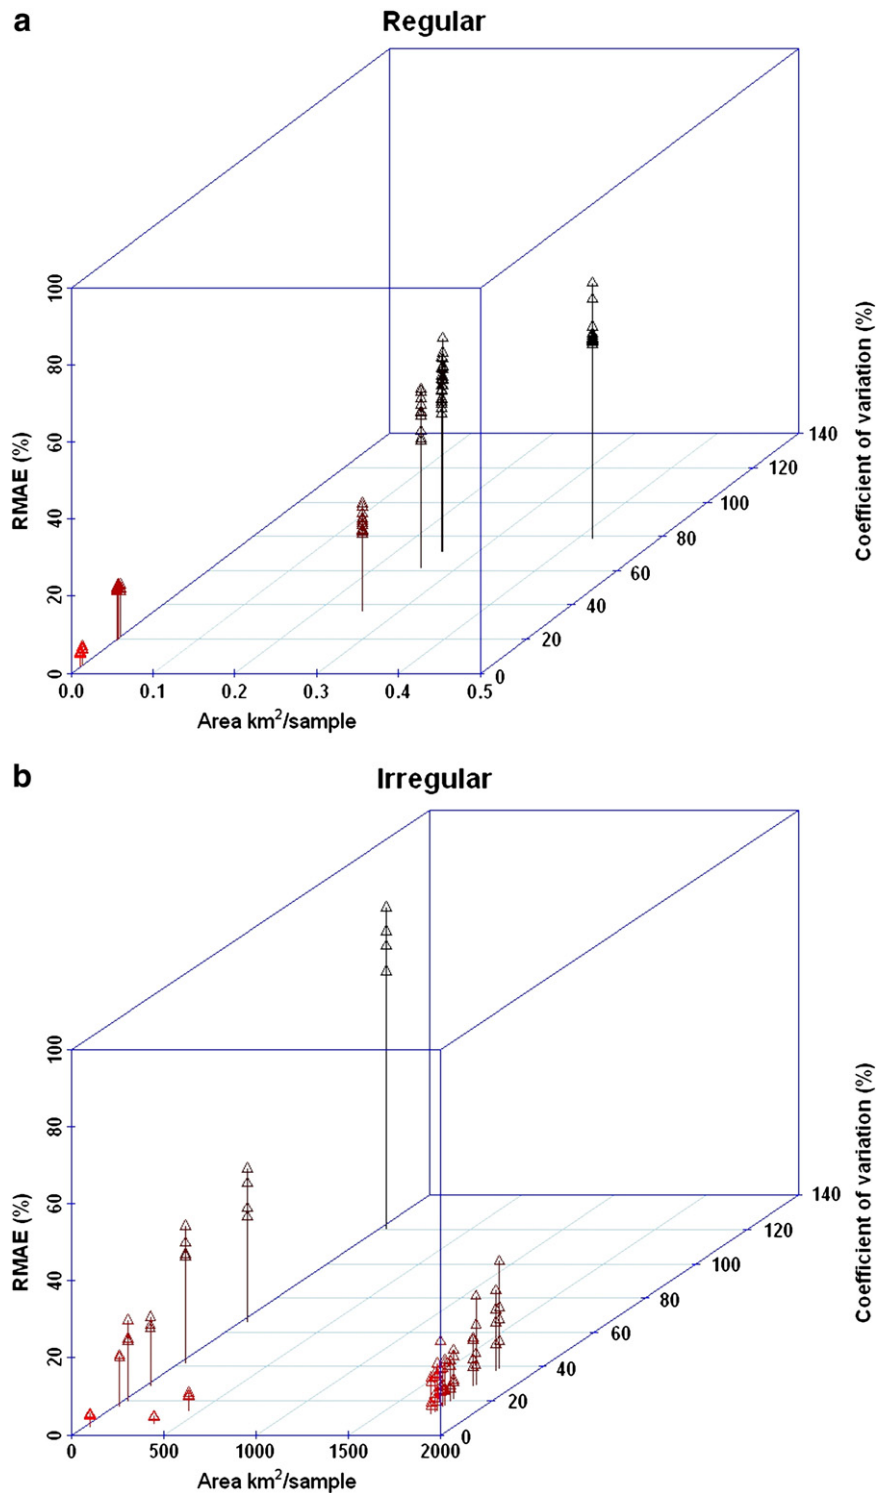 a
Regular
100
80
60
40
20
0
RMAE (%)
0.0 0.1 0.2 0.3 0.4 0.5
Area km²/sample
0
20
40
60
80
100
120
140
Coefficient of variation (%)
b
Irregular
100
80
60
40
20
0
RMAE (%)
0 500 1000 1500 2000
Area km²/sample
0
20
40
60
80
100
120
140
Coefficient of variation (%)